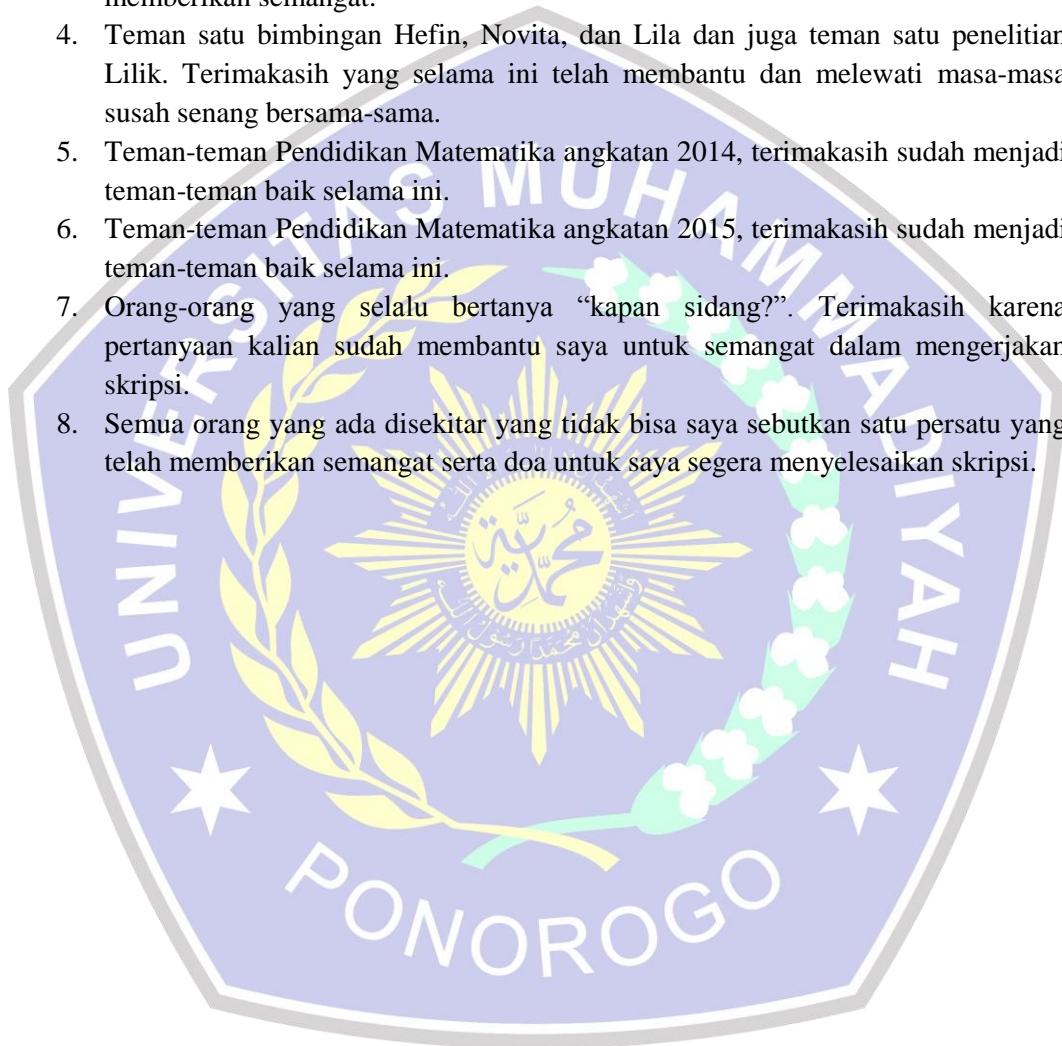 memberikan semangat.
4. Teman satu bimbingan Hefin, Novita, dan Lila dan juga teman satu penelitian
Lilik. Terimakasih yang selama ini telah membantu dan melewati masa-masa
susah senang bersama-sama.
5. Teman-teman Pendidikan Matematika angkatan 2014, terimakasih sudah menjadi
teman-teman baik selama ini.
6. Teman-teman Pendidikan Matematika angkatan 2015, terimakasih sudah menjadi
teman-teman baik selama ini.
7. Orang-orang yang selalu bertanya “kapan sidang?”. Terimakasih karena
pertanyaan kalian sudah membantu saya untuk semangat dalam mengerjakan
skripsi.
8. Semua orang yang ada disekitar yang tidak bisa saya sebutkan satu persatu yang
telah memberikan semangat serta doa untuk saya segera menyelesaikan skripsi.
UNIVERSITAS MUHAMMADIYAH
محمدية
PONOROGO